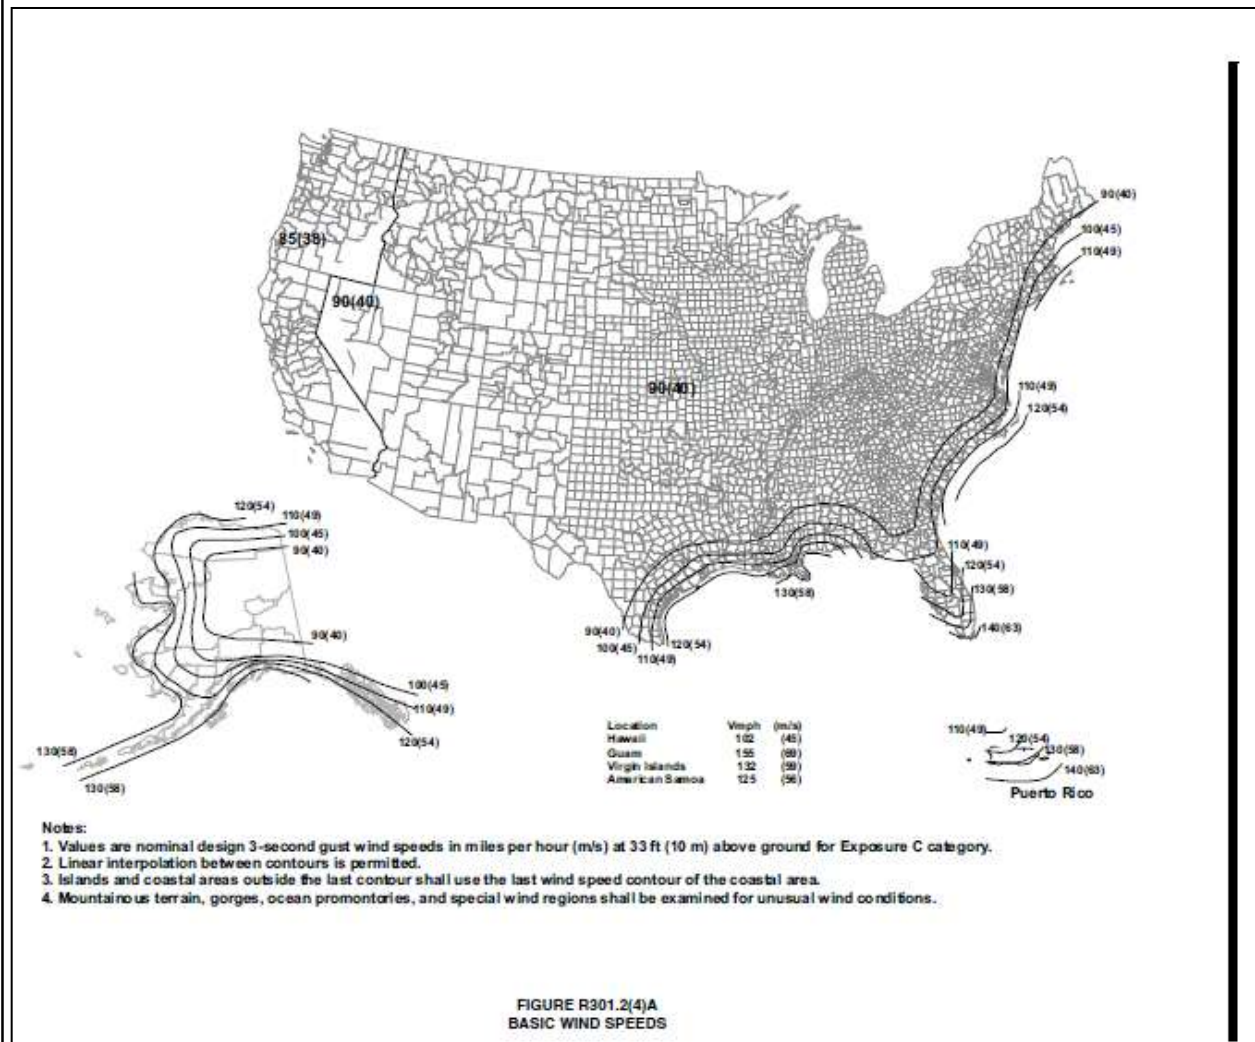 90(40)
100(45)
110(49)
85(38)
90(40)
90(40)
110(49)
120(54)
120(54)
110(49)
100(45)
90(40)
110(49)
120(54)
130(58)
130(58)
140(63)
90(40)
90(40)
100(45)
120(54)
110(49)
100(45)
110(49)
120(54)
130(58)
130(58)
Location Vmph (m/s)
Hawaii 102 (45)
Guam 155 (69)
Virgin Islands 132 (59)
American Samoa 125 (56)
110(49)
120(54)
130(58)
140(63)
Puerto Rico
Notes:
1. Values are nominal design 3-second gust wind speeds in miles per hour (m/s) at 33 ft (10 m) above ground for Exposure C category.
2. Linear interpolation between contours is permitted.
3. Islands and coastal areas outside the last contour shall use the last wind speed contour of the coastal area.
4. Mountainous terrain, gorges, ocean promontories, and special wind regions shall be examined for unusual wind conditions.
FIGURE R301.2(4)A
BASIC WIND SPEEDS